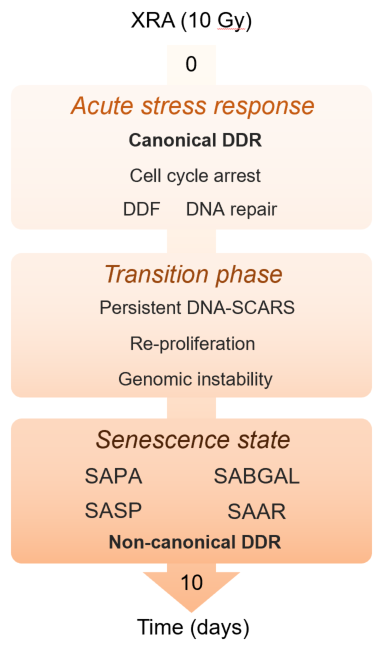 XRA (10 Gy)
0
Acute stress response
Canonical DDR
Cell cycle arrest
DDF DNA repair
Transition phase
Persistent DNA-SCARS
Re-proliferation
Genomic instability
Senescence state
SAPA SABGAL
SASP SAAR
Non-canonical DDR
10
Time (days)